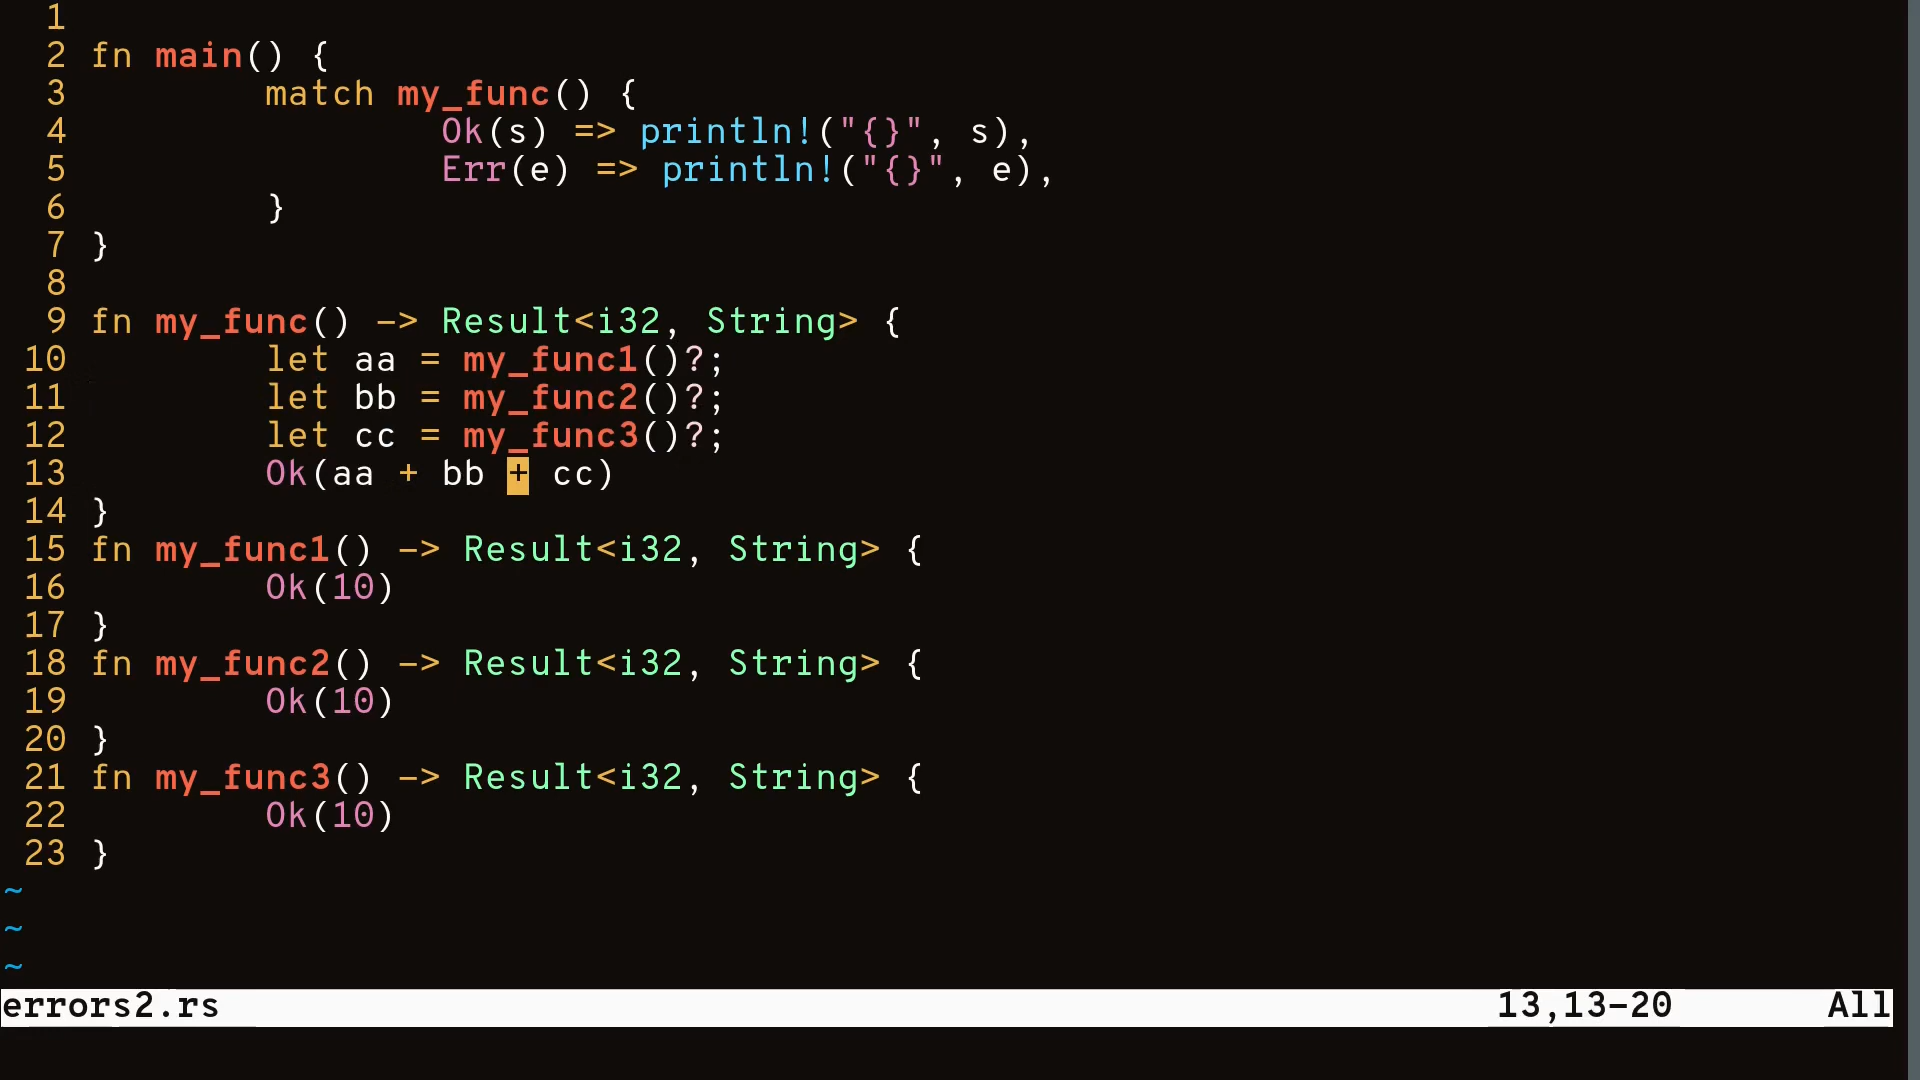 1
2 fn main() {
3         match my_func() {
4                 Ok(s) => println!("{}", s),
5                 Err(e) => println!("{}", e),
6         }
7 }
8
9 fn my_func() -> Result<i32, String> {
10         let aa = my_func1()?;
11         let bb = my_func2()?;
12         let cc = my_func3()?;
13         Ok(aa + bb + cc)
14 }
15 fn my_func1() -> Result<i32, String> {
16         Ok(10)
17 }
18 fn my_func2() -> Result<i32, String> {
19         Ok(10)
20 }
21 fn my_func3() -> Result<i32, String> {
22         Ok(10)
23 }
~
~
~
errors2.rs 13,13-20 All